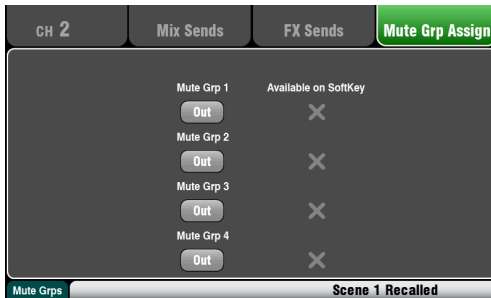 CH 2 Mix Sends FX Sends Mute Grp Assign
Mute Grp 1 Available on SoftKey
Out
Mute Grp 2
Out
Mute Grp 3
Out
Mute Grp 4
Out
Mute Grps Scene 1 Recalled